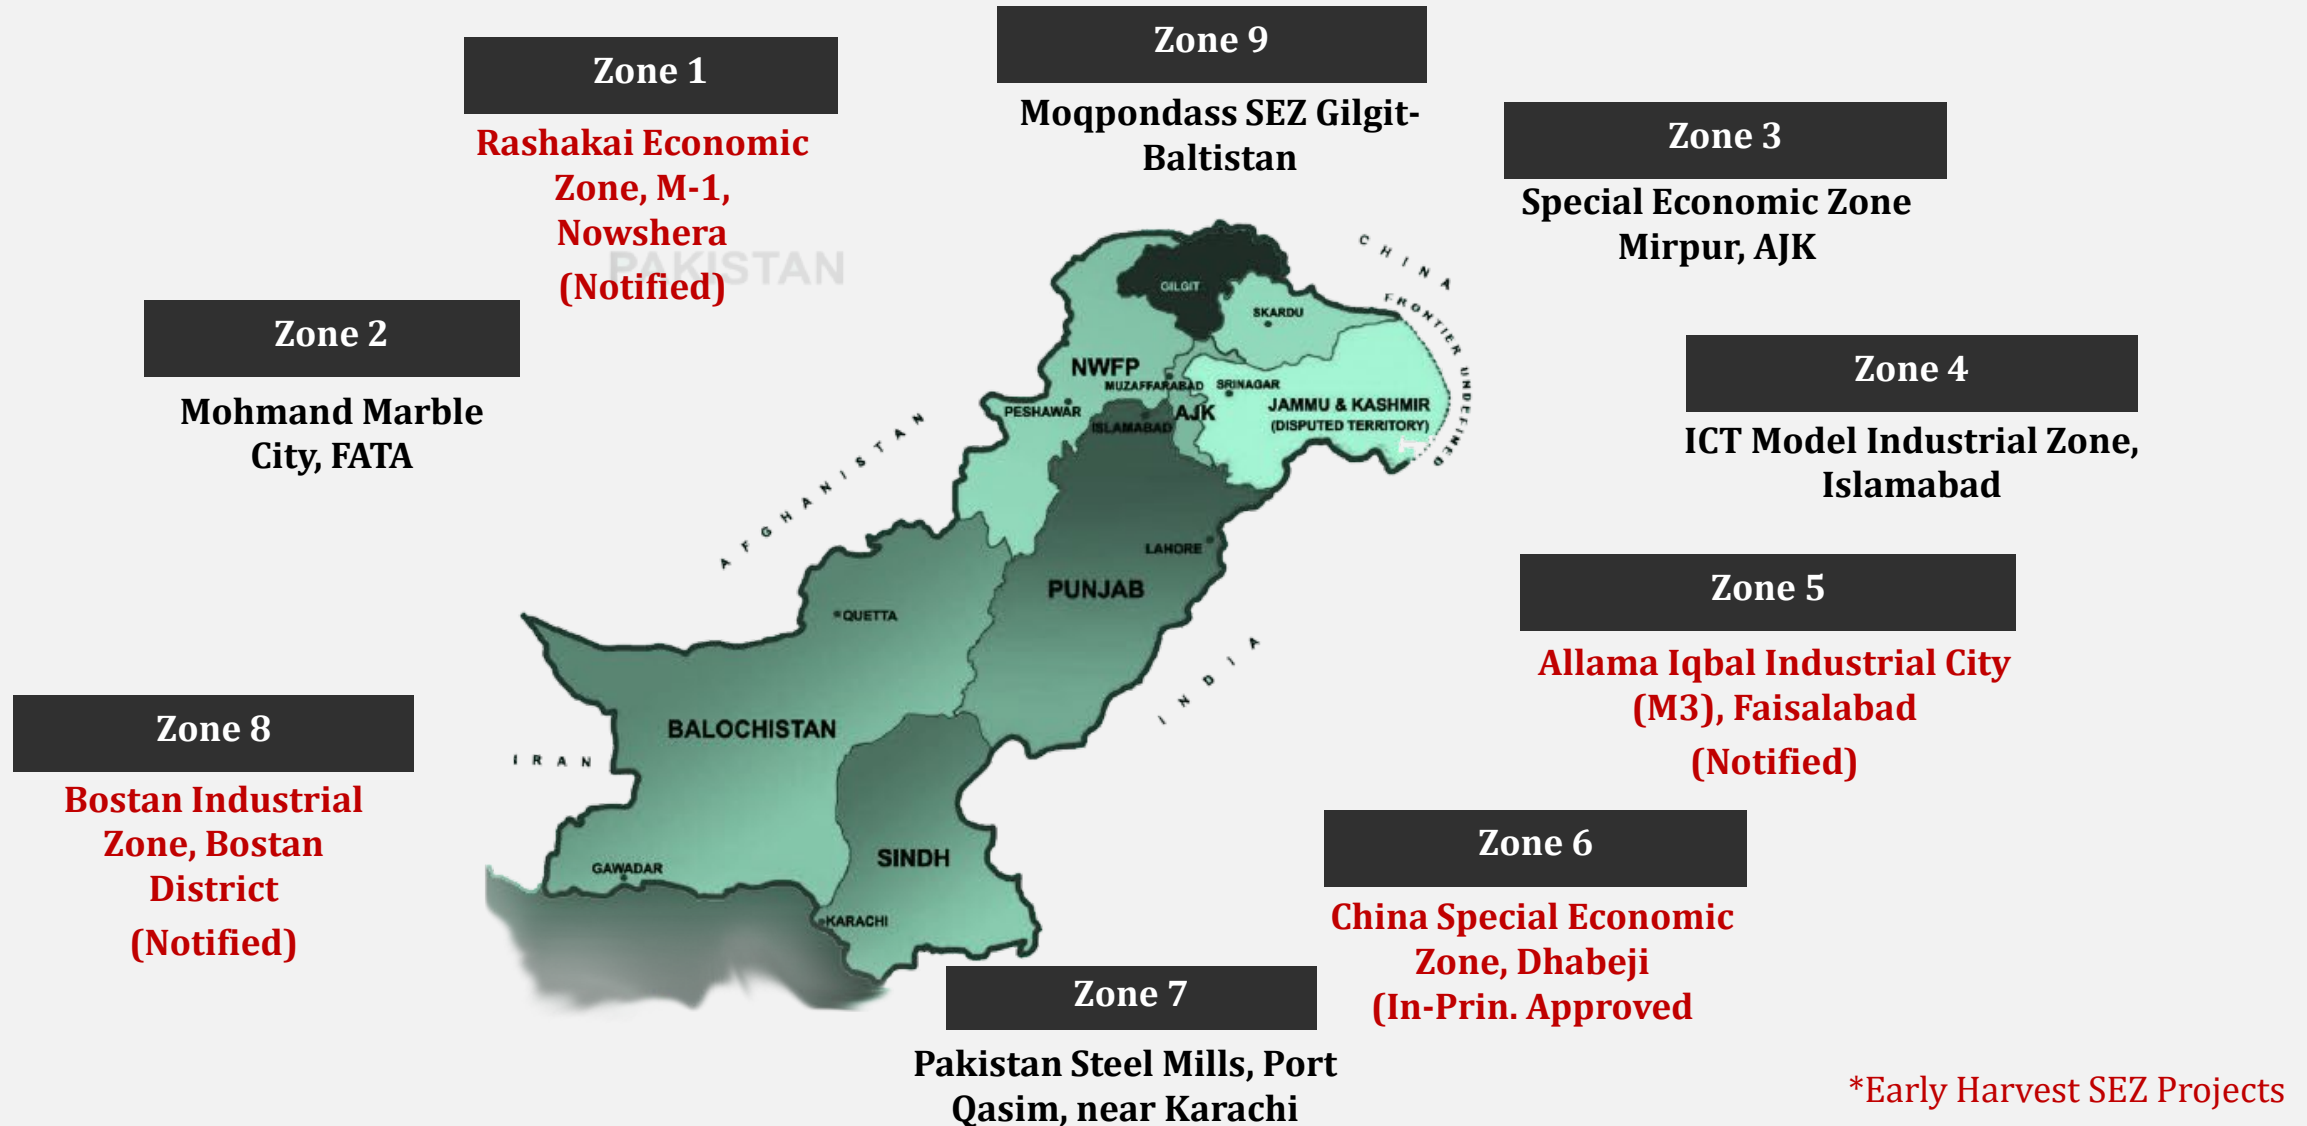 Zone 9
Moqpondass SEZ Gilgit-
Baltistan
Zone 1
Rashakai Economic
Zone, M-1,
Nowshera
(Notified)
PAKISTAN
Zone 3
Special Economic Zone
Mirpur, AJK
Zone 2
Mohmand Marble
City, FATA
Zone 4
ICT Model Industrial Zone,
Islamabad
CHINA
FRONTIER UNDEFINED
GILGIT
SKARDU
NWFP
MUZAFFARABAD
SRINAGAR
PESHAWAR
ISLAMABAD
AJK
JAMMU & KASHMIR
(DISPUTED TERRITORY)
AFGHANISTAN
LAHORE
PUNJAB
QUETTA
INDIA
BALOCHISTAN
IRAN
SINDH
GAWADAR
KARACHI
Zone 5
Allama Iqbal Industrial City
(M3), Faisalabad
(Notified)
Zone 8
Bostan Industrial
Zone, Bostan
District
(Notified)
Zone 6
China Special Economic
Zone, Dhabeji
(In-Prin. Approved
Zone 7
Pakistan Steel Mills, Port
Qasim, near Karachi
*Early Harvest SEZ Projects